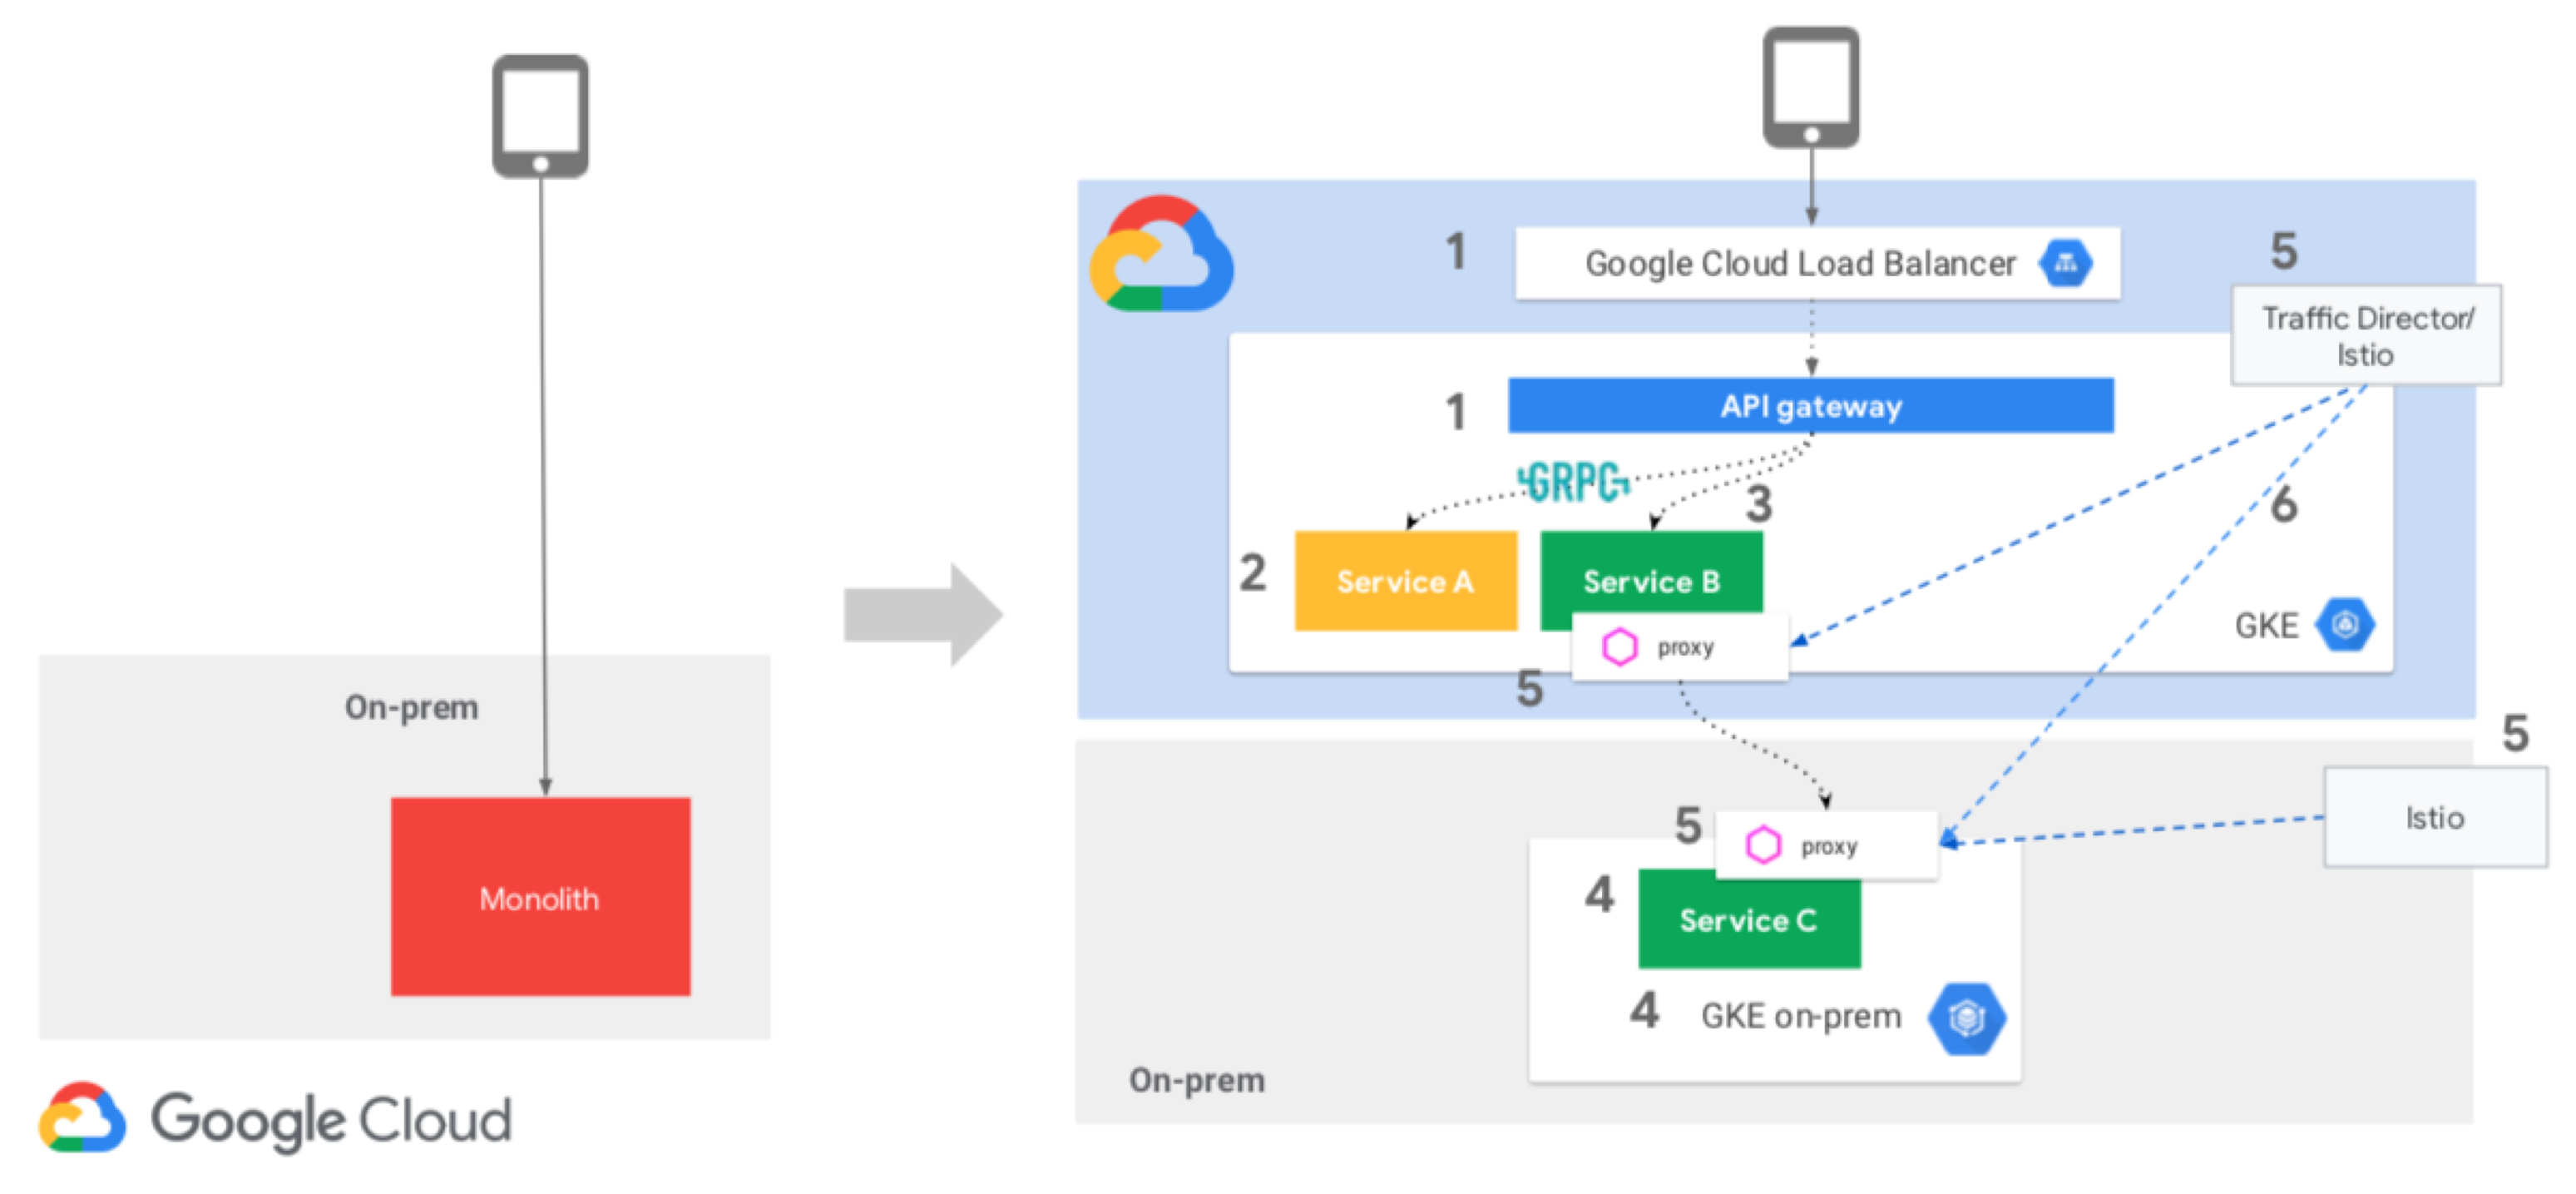 On-prem
Monolith
Google Cloud
1
Google Cloud Load Balancer
5
Traffic Director/
Istio
1
API gateway
GRPC
3
6
2
Service A
Service B
GKE
proxy
5
5
5
proxy
Istio
4
Service C
4
GKE on-prem
On-prem